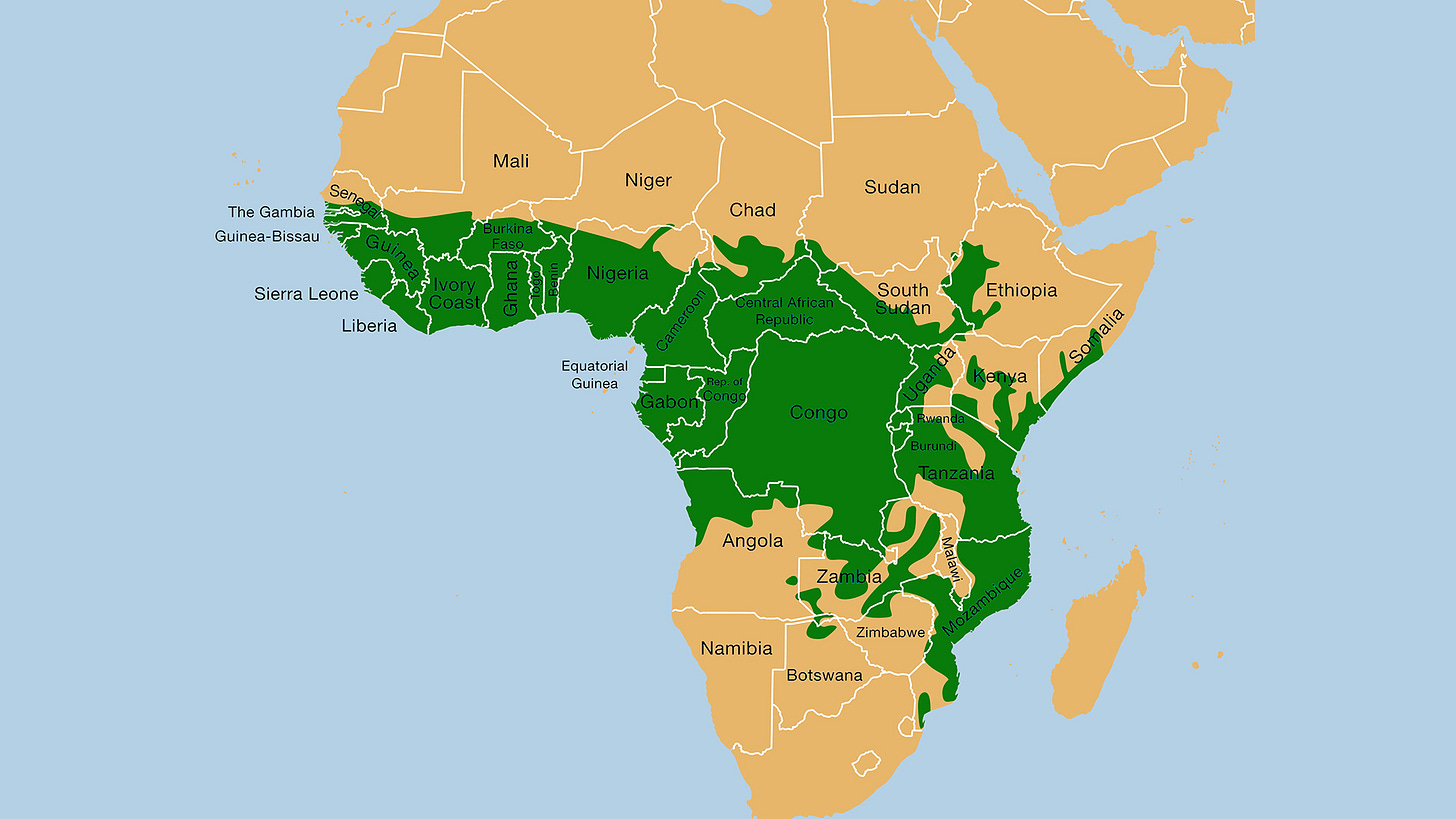 Mali
Niger
Chad
Sudan
Senegal
The Gambia
Guinea-Bissau
Guinea
Burkina
Faso
Sierra Leone
Liberia
Ivory
Coast
Ghana
Togo
Benin
Nigeria
Cameroon
Central African
Republic
South
Sudan
Ethiopia
Somalia
Equatorial
Guinea
Gabon
Rep. of
Congo
Congo
Uganda
Kenya
Rwanda
Burundi
Tanzania
Angola
Zambia
Malawi
Mozambique
Zimbabwe
Namibia
Botswana